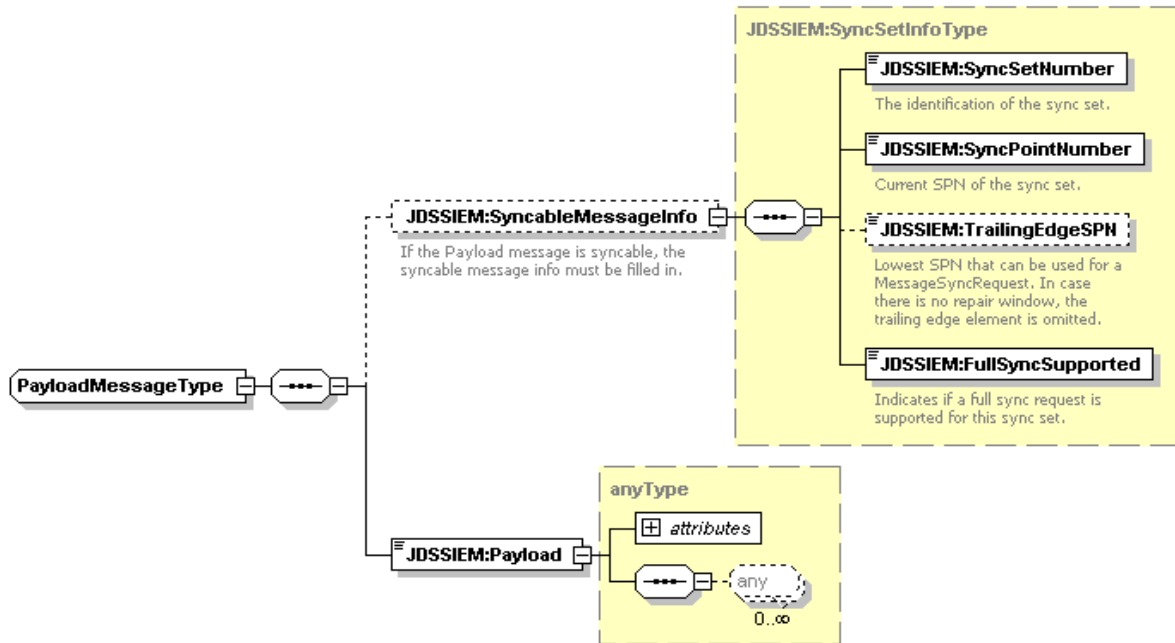 JDSSIEM:SyncSetInfoType
JDSSIEM:SyncSetNumber
The identification of the sync set.
JDSSIEM:SyncPointNumber
Current SPN of the sync set.
JDSSIEM:SyncableMessageInfo
If the Payload message is syncable, the
syncable message info must be filled in.
JDSSIEM:TrailingEdgeSPN
Lowest SPN that can be used for a
MessageSyncRequest. In case
there is no repair window, the
trailing edge element is omitted.
JDSSIEM:FullSyncSupported
Indicates if a full sync request is
supported for this sync set.
PayloadMessageType
anyType
attributes
JDSSIEM:Payload
any
0..∞